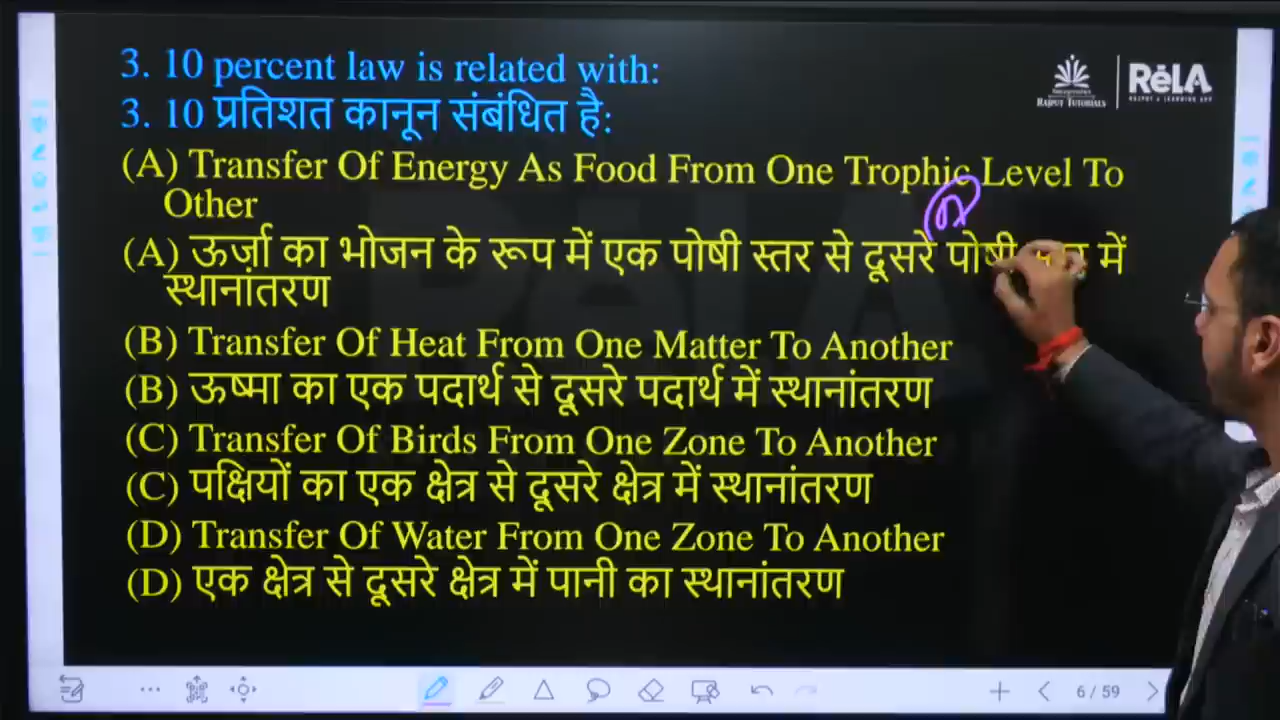 3. 10 percent law is related with:
3. 10 प्रतिशत कानून संबंधित है:
(A) Transfer Of Energy As Food From One Trophic Level To
Other
(A) ऊर्जा का भोजन के रूप में एक पोषी स्तर से दूसरे पोषी में
स्थानांतरण
(B) Transfer Of Heat From One Matter To Another
(B) ऊष्मा का एक पदार्थ से दूसरे पदार्थ में स्थानांतरण
(C) Transfer Of Birds From One Zone To Another
(C) पक्षियों का एक क्षेत्र से दूसरे क्षेत्र में स्थानांतरण
(D) Transfer Of Water From One Zone To Another
(D) एक क्षेत्र से दूसरे क्षेत्र में पानी का स्थानांतरण
RAJPUT TUTORIALS
RėLA
6 / 59